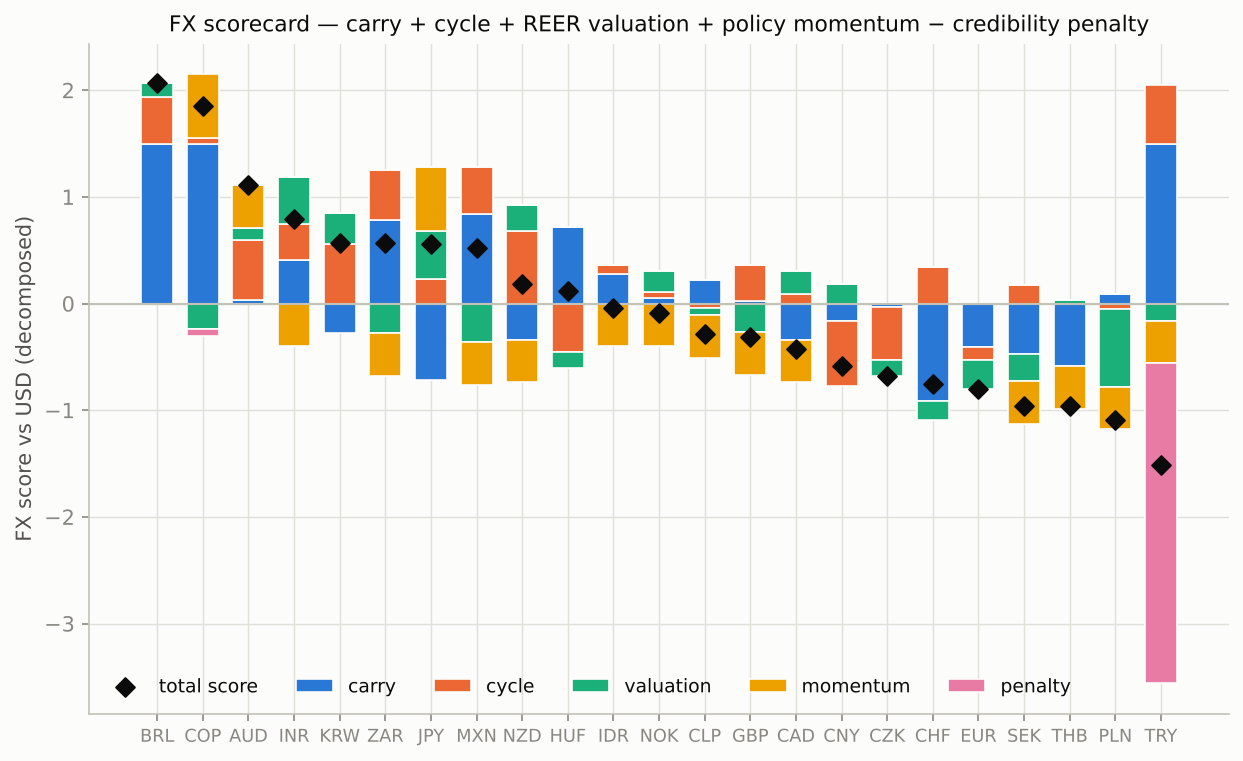 FX scorecard — carry + cycle + REER valuation + policy momentum − credibility penalty
FX score vs USD (decomposed)
2
1
0
−1
−2
−3
total score carry cycle valuation momentum penalty
BRL COP AUD INR KRW ZAR JPY MXN NZD HUF IDR NOK CLP GBP CAD CNY CZK CHF EUR SEK THB PLN TRY